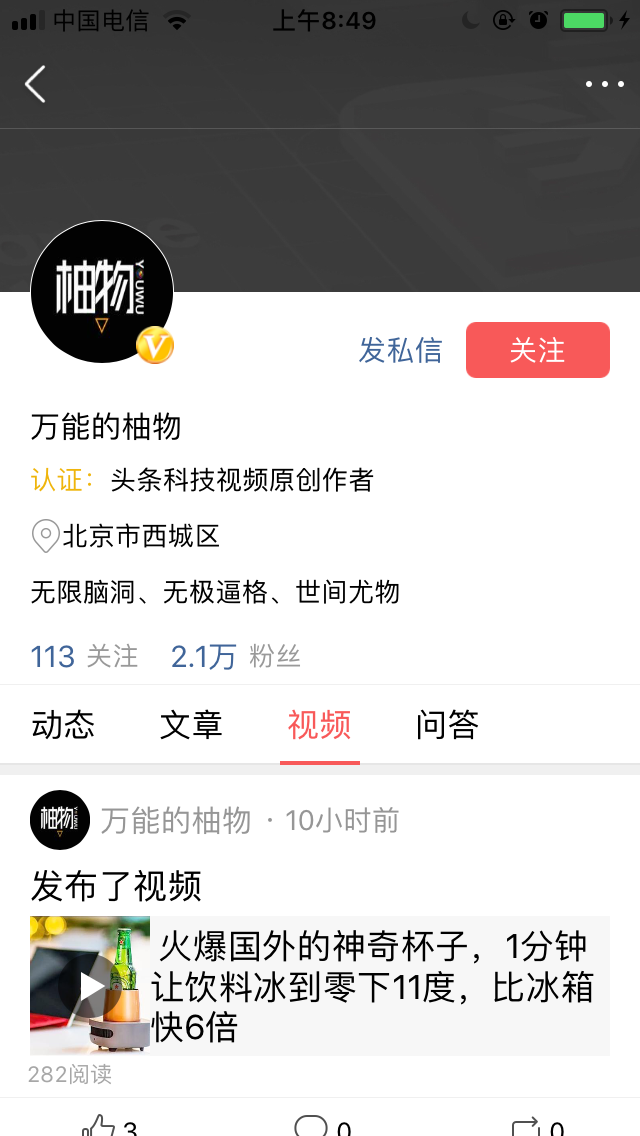 中国电信
上午8:49
柚物
YOUWU
V
发私信
关注
万能的柚物
认证：头条科技视频原创作者
北京市西城区
无限脑洞、无极逼格、世间尤物
113 关注 2.1万 粉丝
动态 文章 视频 问答
柚物
YOUWU
万能的柚物 · 10小时前
发布了视频
火爆国外的神奇杯子，1分钟
让饮料冰到零下11度，比冰箱
快6倍
282阅读
3 0 0